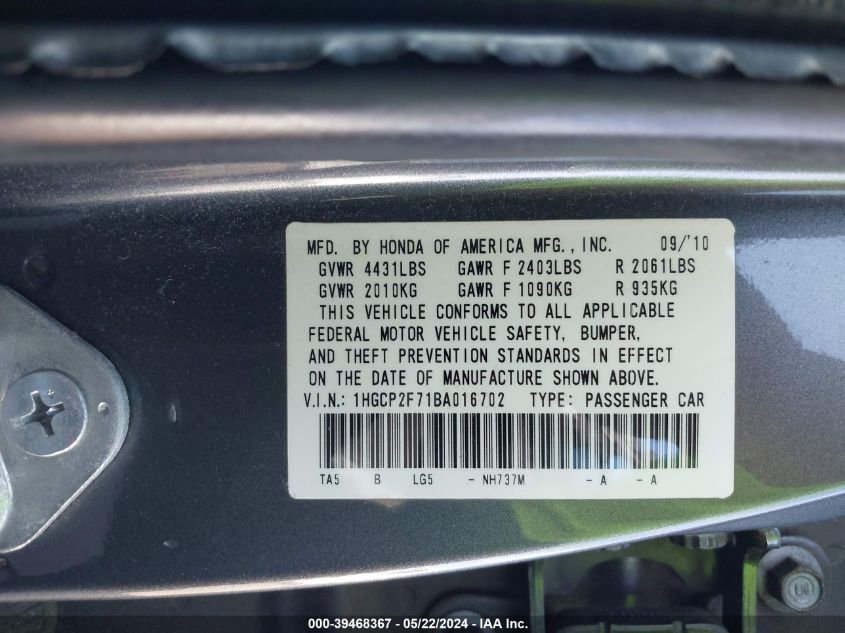 MFD. BY HONDA OF AMERICA MFG., INC. 09/'10
GVWR 4431LBS GAWR F 2403LBS R 2061LBS
GVWR 2010KG GAWR F 1090KG R 935KG
THIS VEHICLE CONFORMS TO ALL APPLICABLE
FEDERAL MOTOR VEHICLE SAFETY, BUMPER,
AND THEFT PREVENTION STANDARDS IN EFFECT
ON THE DATE OF MANUFACTURE SHOWN ABOVE.
V.I.N.: 1HGCP2F71BA016702 TYPE: PASSENGER CAR
TA5 B LG5 - NH737M - A - A
000-39468367 - 05/22/2024 - IAA Inc.